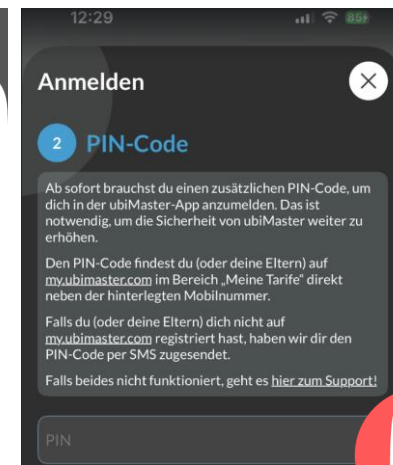 12:29
85
Anmelden
2 PIN-Code
Ab sofort brauchst du einen zusätzlichen PIN-Code, um
dich in der ubiMaster-App anzumelden. Das ist
notwendig, um die Sicherheit von ubiMaster weiter zu
erhöhen.
Den PIN-Code findest du (oder deine Eltern) auf
my.ubimaster.com im Bereich „Meine Tarife" direkt
neben der hinterlegten Mobilnummer.
Falls du (oder deine Eltern) dich nicht auf
my.ubimaster.com registriert hast, haben wir dir den
PIN-Code per SMS zugesendet.
Falls beides nicht funktioniert, geht es hier zum Support!
PIN